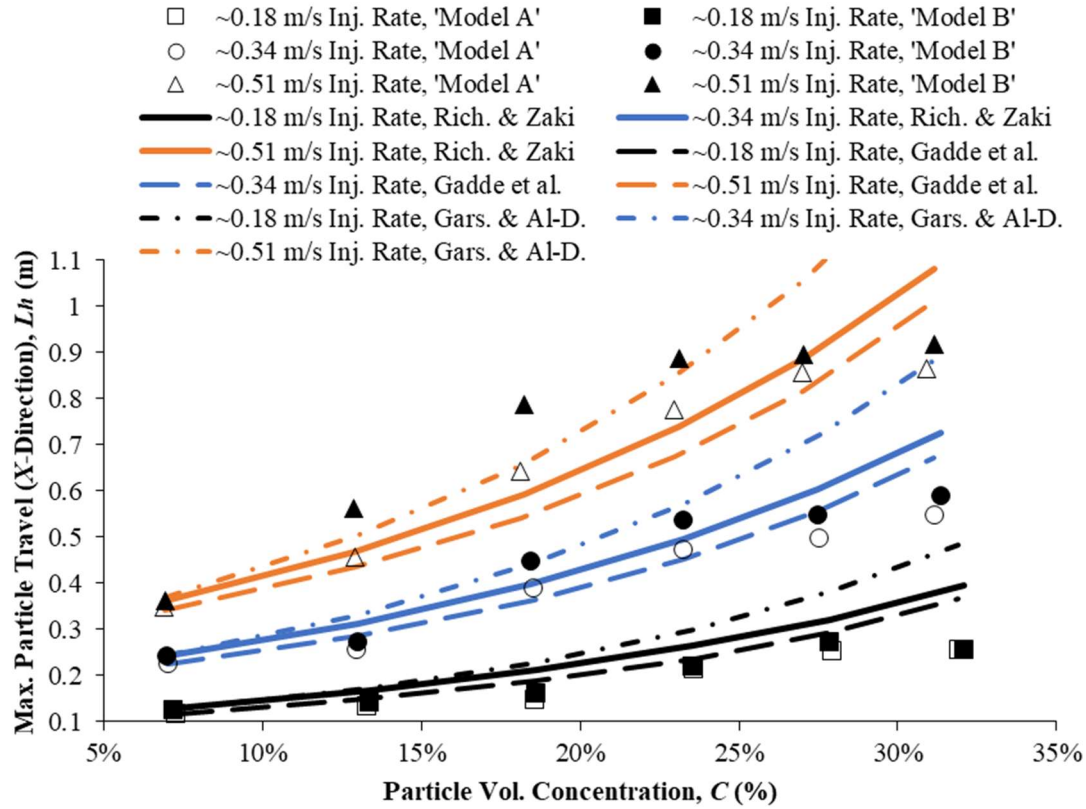 ~0.18 m/s Inj. Rate, 'Model A' ~0.18 m/s Inj. Rate, 'Model B'
~0.34 m/s Inj. Rate, 'Model A' ~0.34 m/s Inj. Rate, 'Model B'
~0.51 m/s Inj. Rate, 'Model A' ~0.51 m/s Inj. Rate, 'Model B'
~0.18 m/s Inj. Rate, Rich. & Zaki ~0.34 m/s Inj. Rate, Rich. & Zaki
~0.51 m/s Inj. Rate, Rich. & Zaki ~0.18 m/s Inj. Rate, Gadde et al.
~0.34 m/s Inj. Rate, Gadde et al. ~0.51 m/s Inj. Rate, Gadde et al.
~0.18 m/s Inj. Rate, Gars. & Al-D. ~0.34 m/s Inj. Rate, Gars. & Al-D.
~0.51 m/s Inj. Rate, Gars. & Al-D.
Max. Particle Travel (X-Direction), Lh (m)
1.1
1
0.9
0.8
0.7
0.6
0.5
0.4
0.3
0.2
0.1
5% 10% 15% 20% 25% 30% 35%
Particle Vol. Concentration, C (%)